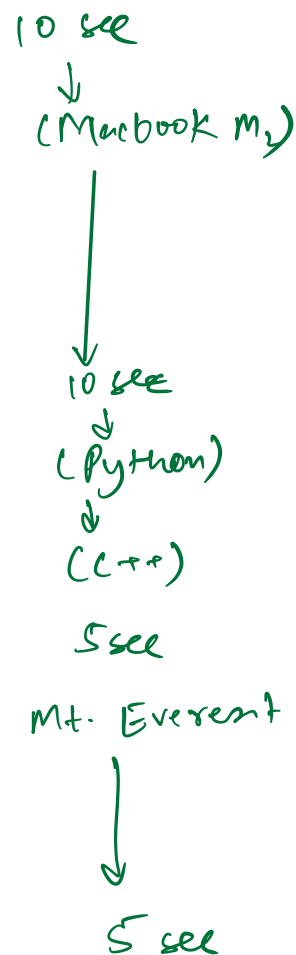 10 sec
↓
(Macbook M₂)
↓
10 sec
↓
(Python)
↓
(C++)
5 sec
Mt. Everest
↓
5 sec